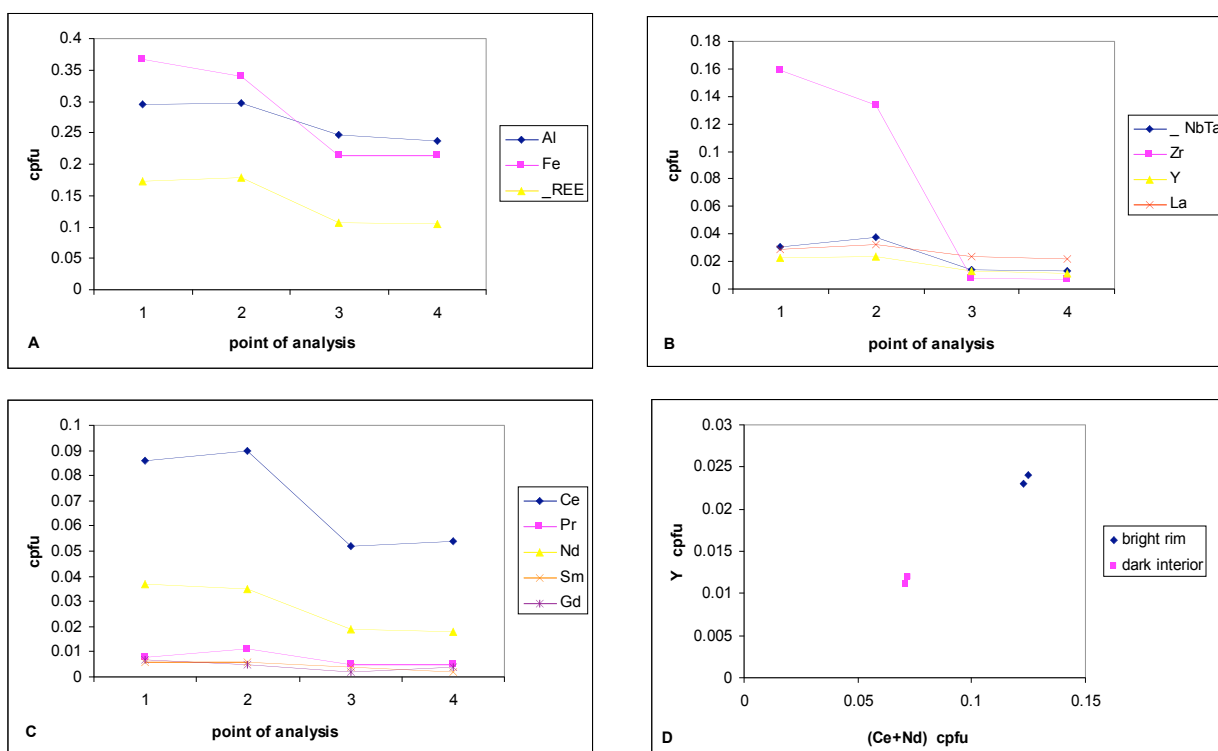 0.4
0.35
0.3
0.25
0.2
0.15
0.1
0.05
0
cpfu
1 2 3 4
point of analysis
A
Al
Fe
_REE
0.18
0.16
0.14
0.12
0.1
0.08
0.06
0.04
0.02
0
cpfu
1 2 3 4
point of analysis
B
_ NbTa
Zr
Y
La
0.1
0.09
0.08
0.07
0.06
0.05
0.04
0.03
0.02
0.01
0
cpfu
1 2 3 4
point of analysis
C
Ce
Pr
Nd
Sm
Gd
0.03
0.025
0.02
0.015
0.01
0.005
0
Y cpfu
0 0.05 0.1 0.15
(Ce+Nd) cpfu
D
bright rim
dark interior